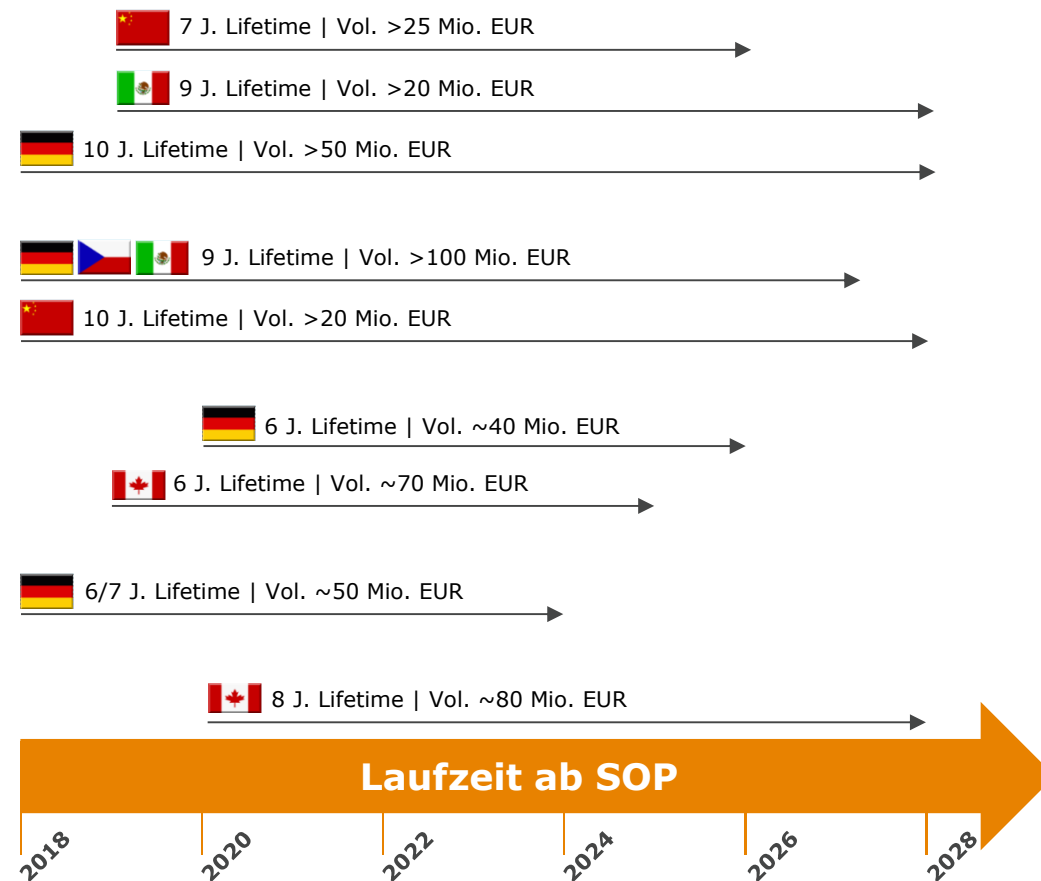 7 J. Lifetime | Vol. >25 Mio. EUR
9 J. Lifetime | Vol. >20 Mio. EUR
10 J. Lifetime | Vol. >50 Mio. EUR
9 J. Lifetime | Vol. >100 Mio. EUR
10 J. Lifetime | Vol. >20 Mio. EUR
6 J. Lifetime | Vol. ~40 Mio. EUR
6 J. Lifetime | Vol. ~70 Mio. EUR
6/7 J. Lifetime | Vol. ~50 Mio. EUR
8 J. Lifetime | Vol. ~80 Mio. EUR
Laufzeit ab SOP
2018 2020 2022 2024 2026 2028